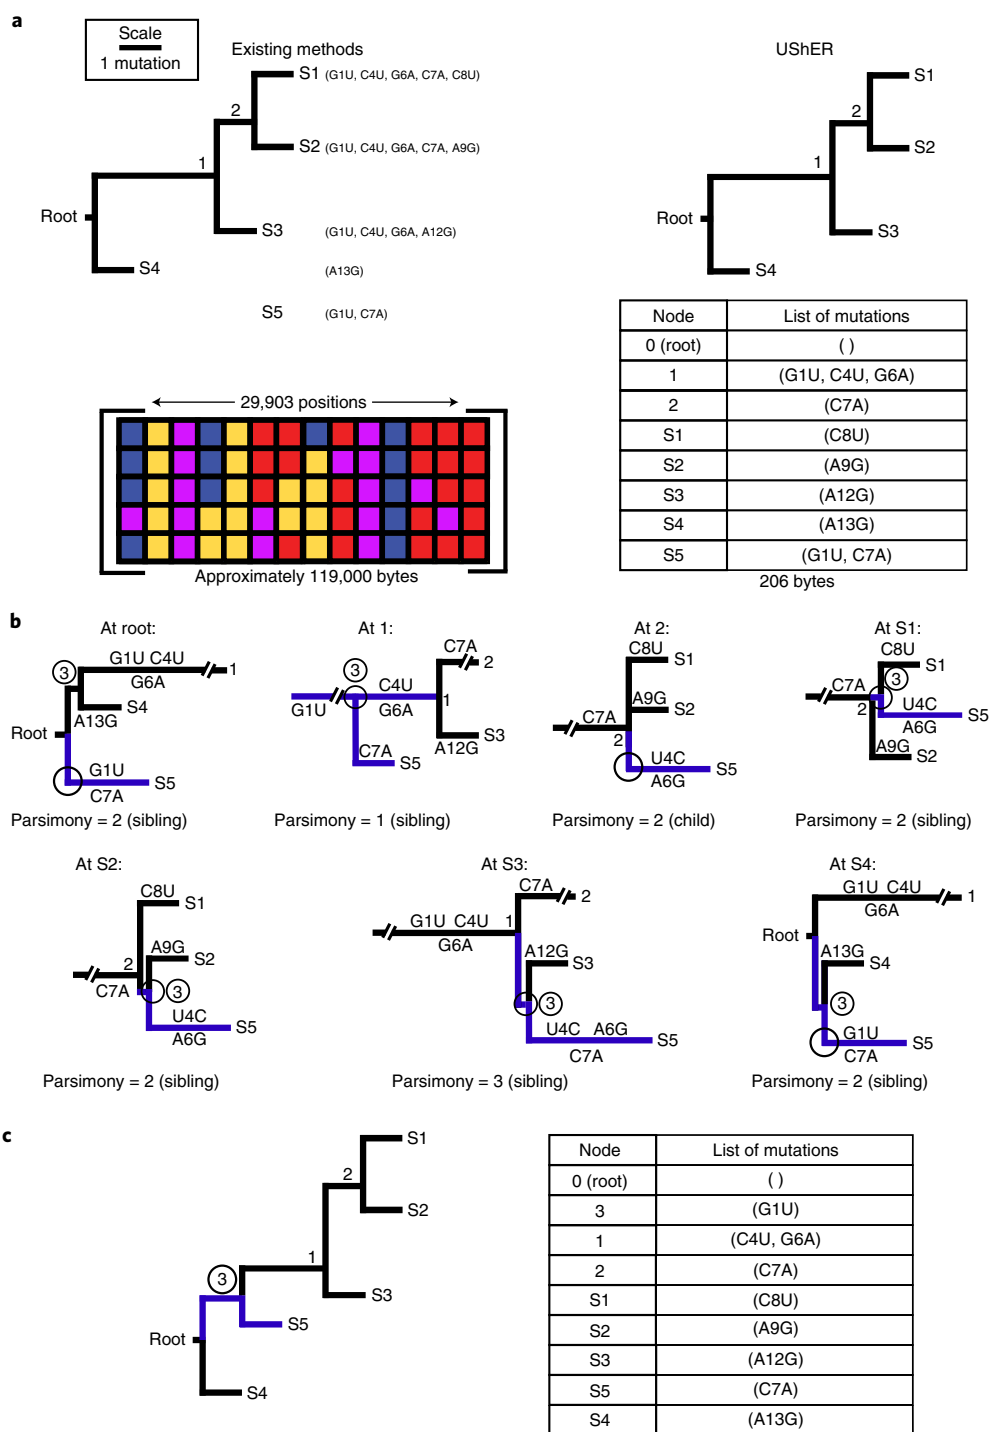 a
Scale
1 mutation
Existing methods
S1 (G1U, C4U, G6A, C7A, C8U)
2
S2 (G1U, C4U, G6A, C7A, A9G)
1
Root
S3 (G1U, C4U, G6A, A12G)
S4 (A13G)
S5 (G1U, C7A)
29,903 positions
Approximately 119,000 bytes
UShER
S1
2
S2
1
Root
S3
S4
Node List of mutations
0 (root) ( )
1 (G1U, C4U, G6A)
2 (C7A)
S1 (C8U)
S2 (A9G)
S3 (A12G)
S4 (A13G)
S5 (G1U, C7A)
206 bytes
b
At root:
3 G1U C4U 1
G6A
S4
A13G
Root
G1U S5
C7A
Parsimony = 2 (sibling)
At 1:
C7A 2
3
C4U
G1U G6A 1
C7A S5
A12G S3
Parsimony = 1 (sibling)
At 2:
C8U S1
A9G S2
C7A
2
U4C S5
A6G
Parsimony = 2 (child)
At S1:
C8U S1
3
C7A
2 U4C S5
A6G
A9G S2
Parsimony = 2 (sibling)
At S2:
C8U S1
A9G S2
2
C7A 3
U4C S5
A6G
Parsimony = 2 (sibling)
At S3:
C7A 2
G1U C4U 1
G6A
A12G S3
3
U4C A6G S5
C7A
Parsimony = 3 (sibling)
At S4:
G1U C4U 1
G6A
Root
A13G S4
3
G1U S5
C7A
Parsimony = 2 (sibling)
c
S1
2
S2
1
3
S3
S5
Root
S4
Node List of mutations
0 (root) ( )
3 (G1U)
1 (C4U, G6A)
2 (C7A)
S1 (C8U)
S2 (A9G)
S3 (A12G)
S5 (C7A)
S4 (A13G)